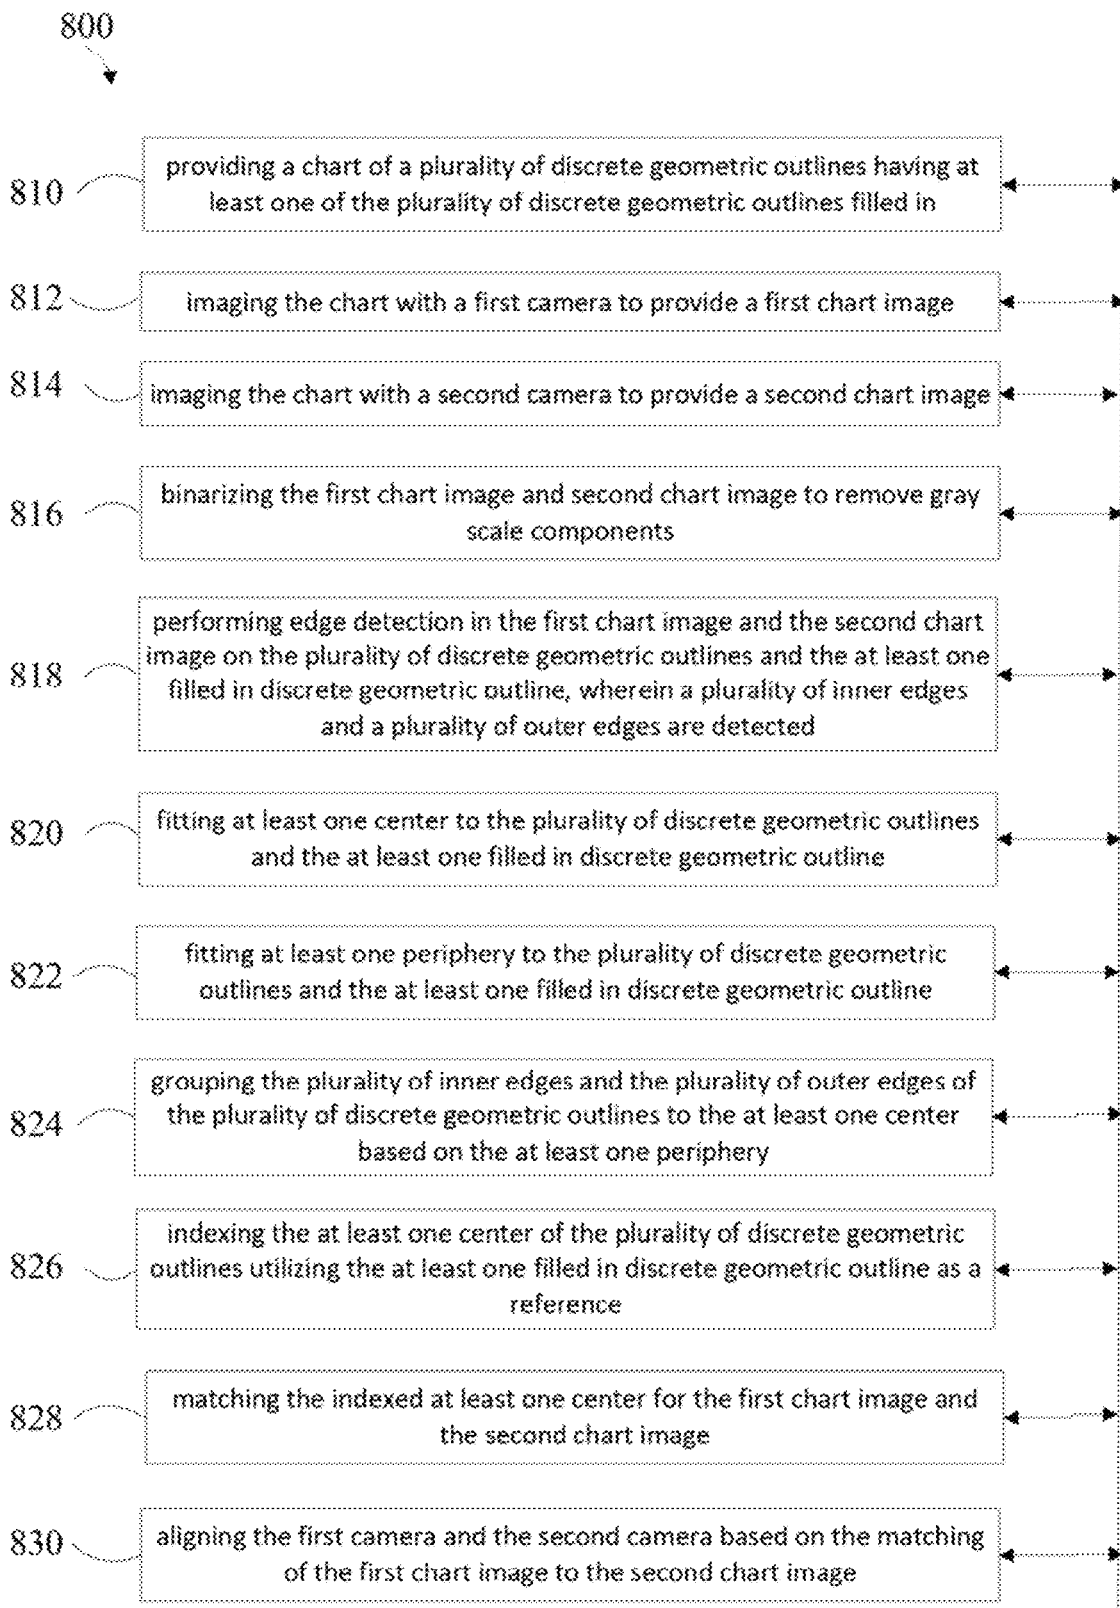 800
810
providing a chart of a plurality of discrete geometric outlines having at
least one of the plurality of discrete geometric outlines filled in
812
imaging the chart with a first camera to provide a first chart image
814
imaging the chart with a second camera to provide a second chart image
816
binarizing the first chart image and second chart image to remove gray
scale components
818
performing edge detection in the first chart image and the second chart
image on the plurality of discrete geometric outlines and the at least one
filled in discrete geometric outline, wherein a plurality of inner edges
and a plurality of outer edges are detected
820
fitting at least one center to the plurality of discrete geometric outlines
and the at least one filled in discrete geometric outline
822
fitting at least one periphery to the plurality of discrete geometric
outlines and the at least one filled in discrete geometric outline
824
grouping the plurality of inner edges and the plurality of outer edges of
the plurality of discrete geometric outlines to the at least one center
based on the at least one periphery
826
indexing the at least one center of the plurality of discrete geometric
outlines utilizing the at least one filled in discrete geometric outline as a
reference
828
matching the indexed at least one center for the first chart image and
the second chart image
830
aligning the first camera and the second camera based on the matching
of the first chart image to the second chart image